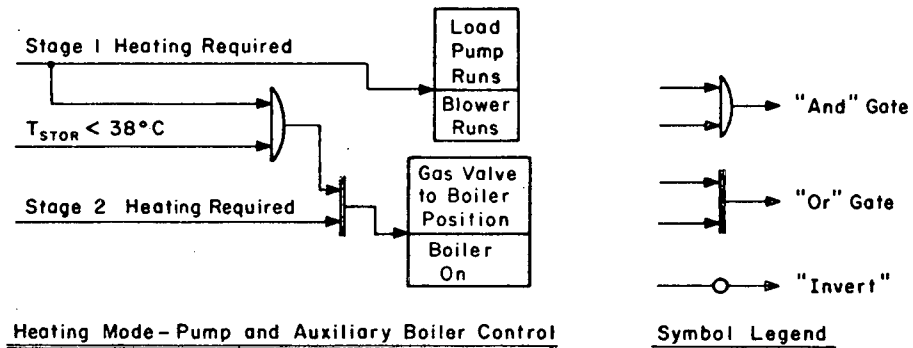 Stage 1 Heating Required
Load
Pump
Runs
Blower
Runs
T_STOR < 38°C
Stage 2 Heating Required
Gas Valve
to Boiler
Position
Boiler
On
Heating Mode - Pump and Auxiliary Boiler Control
"And" Gate
"Or" Gate
"Invert"
Symbol Legend